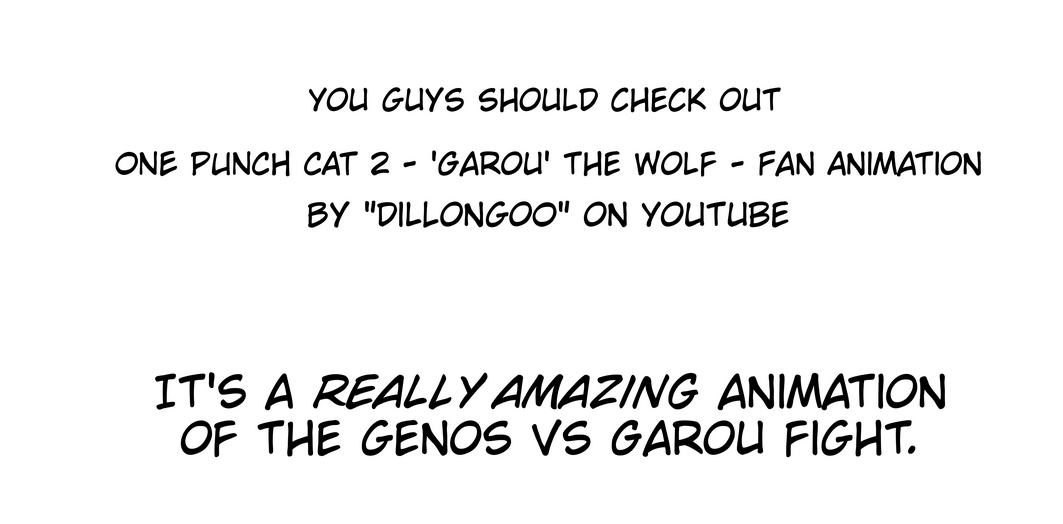 YOU GUYS SHOULD CHECK OUT
ONE PUNCH CAT 2 - 'GAROU' THE WOLF - FAN ANIMATION
BY "DILLONGOO" ON YOUTUBE
IT'S A REALLY AMAZING ANIMATION
OF THE GENOS VS GAROU FIGHT.